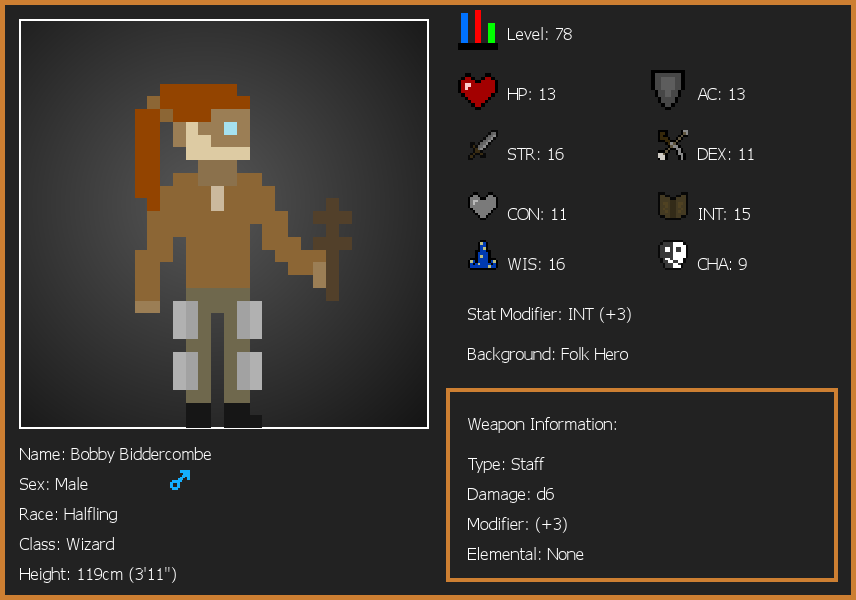 Level: 78
HP: 13
AC: 13
STR: 16
DEX: 11
CON: 11
INT: 15
WIS: 16
CHA: 9
Stat Modifier: INT (+3)
Background: Folk Hero
Weapon Information:
Type: Staff
Damage: d6
Modifier: (+3)
Elemental: None
Name: Bobby Biddercombe
Sex: Male
Race: Halfling
Class: Wizard
Height: 119cm (3'11")